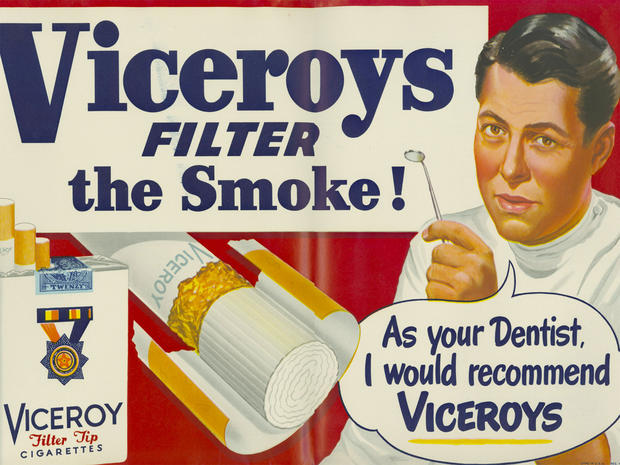 Viceroys
FILTER
the Smoke!
VICEROY
TWENTY
VICEROY
Filter Tip
CIGARETTES
As your Dentist,
I would recommend
VICEROYS